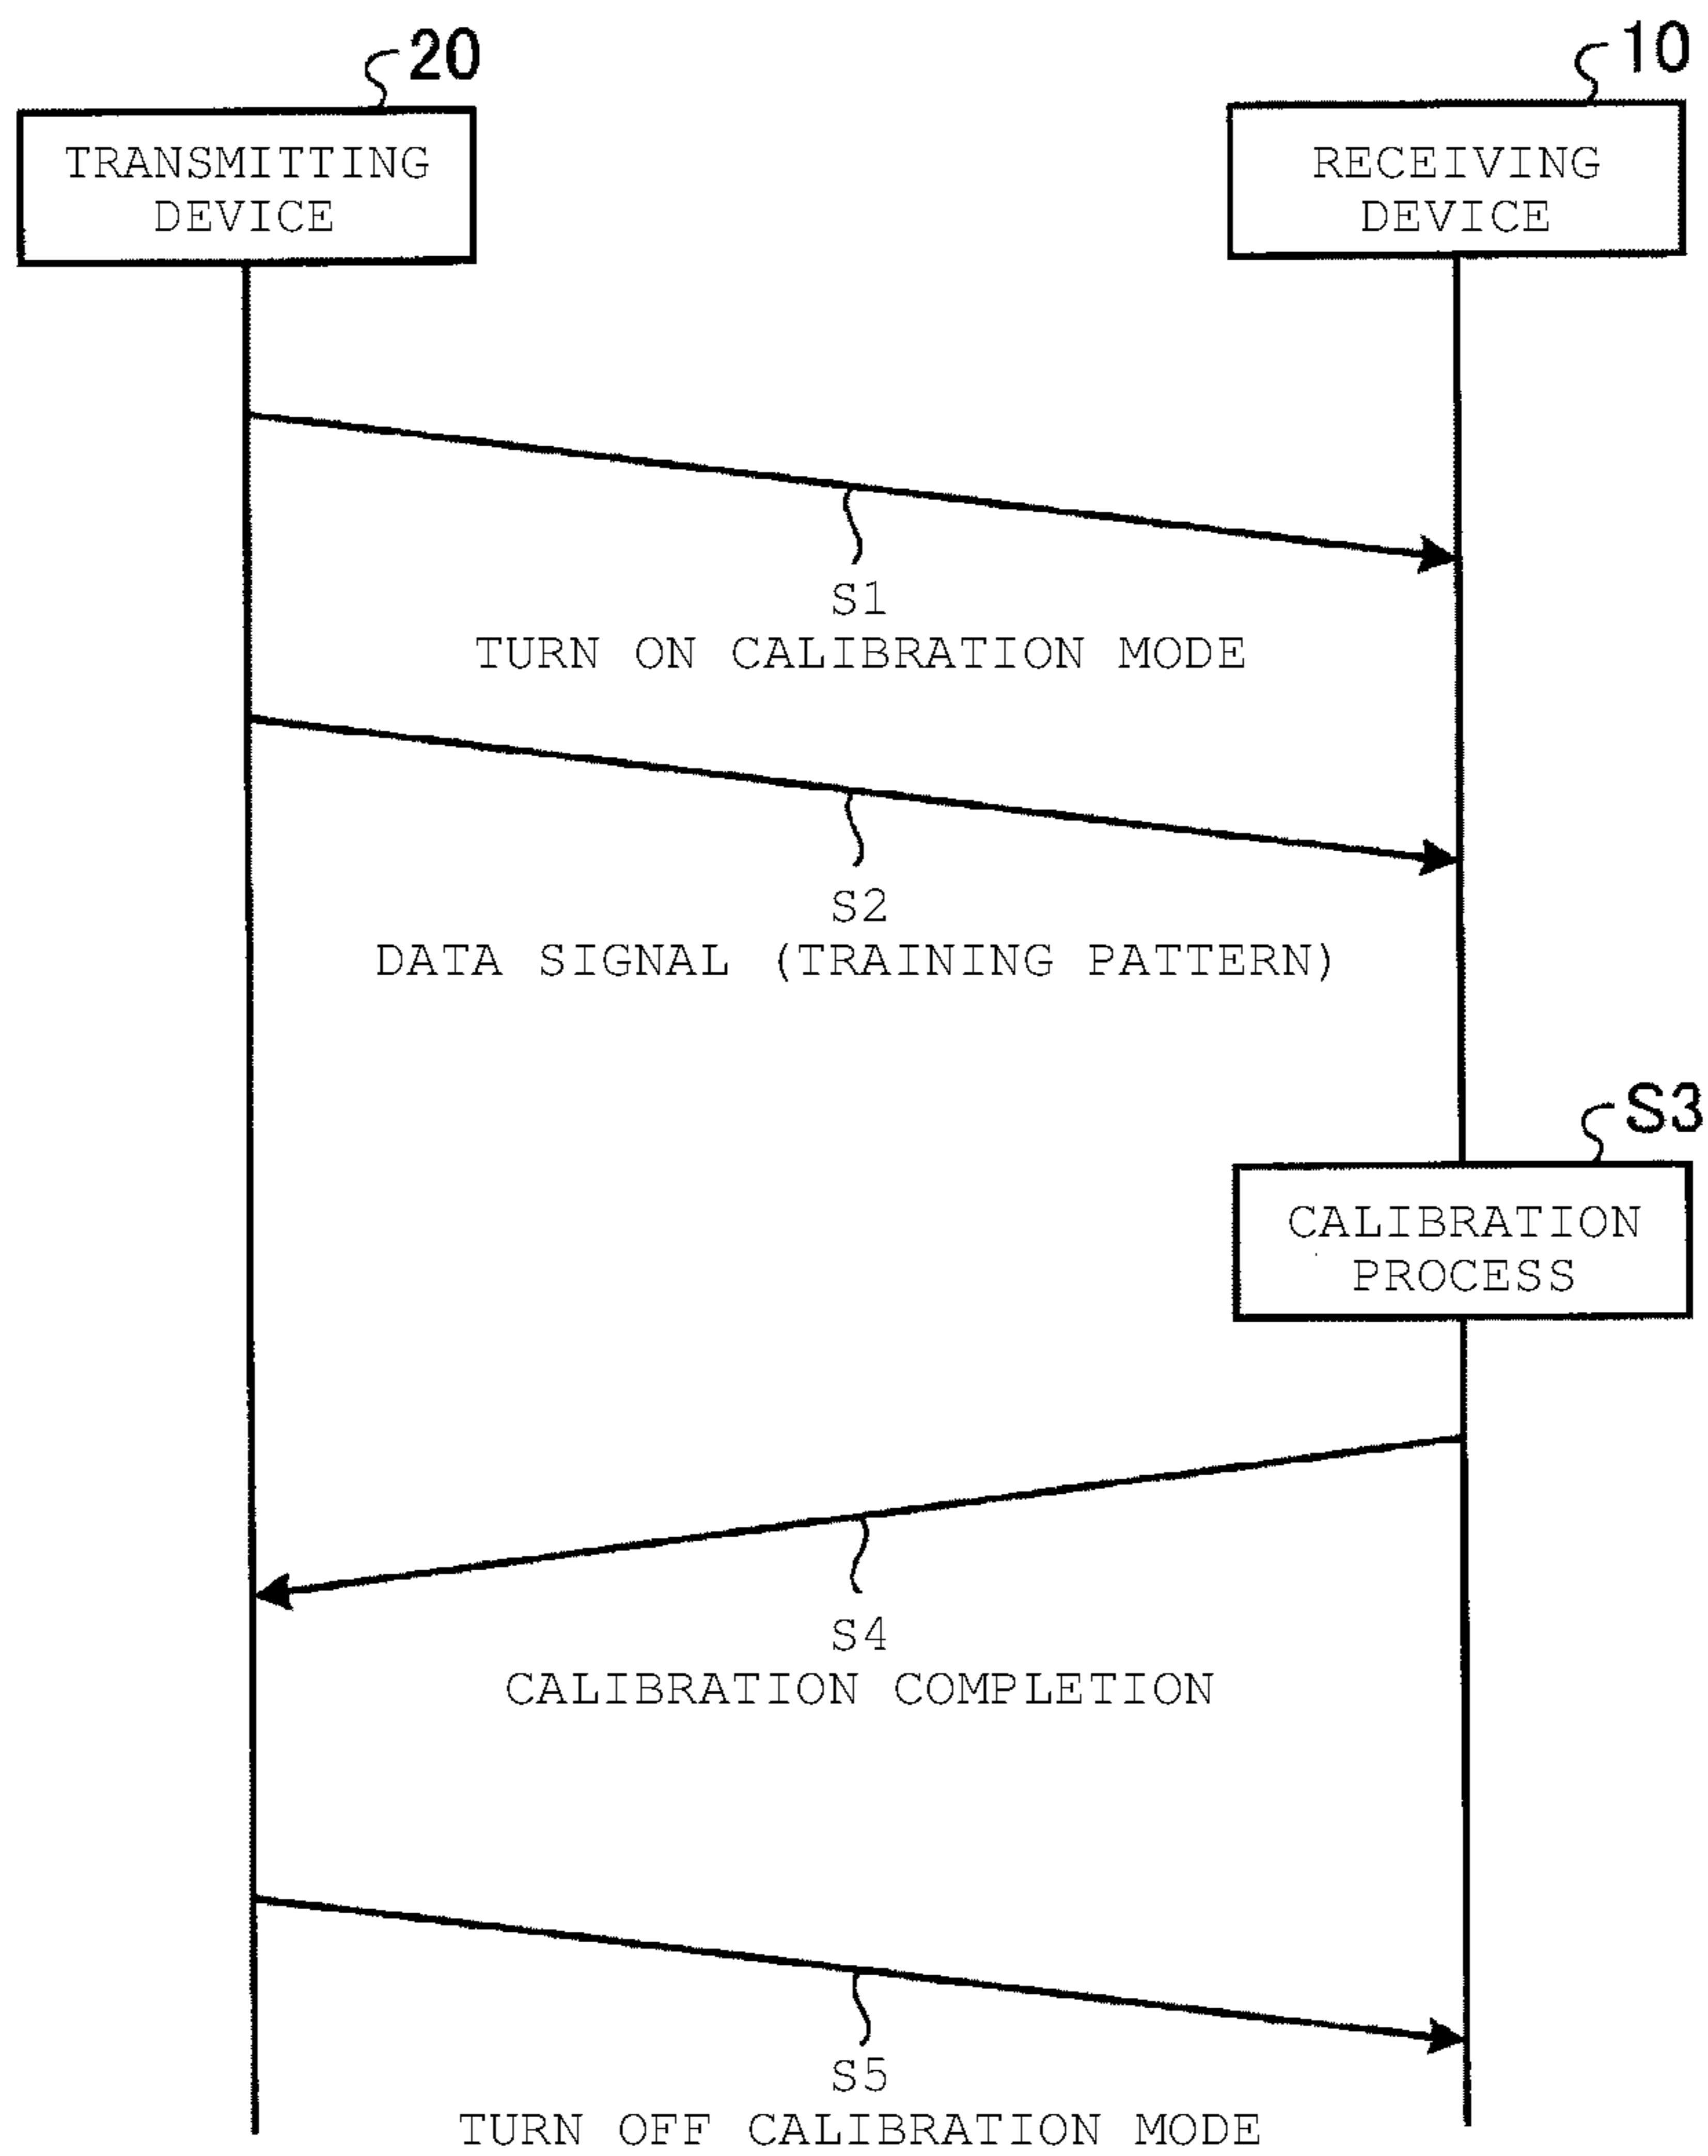 20
10
TRANSMITTING
DEVICE
RECEIVING
DEVICE
S1
TURN ON CALIBRATION MODE
S2
DATA SIGNAL (TRAINING PATTERN)
S3
CALIBRATION
PROCESS
S4
CALIBRATION COMPLETION
S5
TURN OFF CALIBRATION MODE